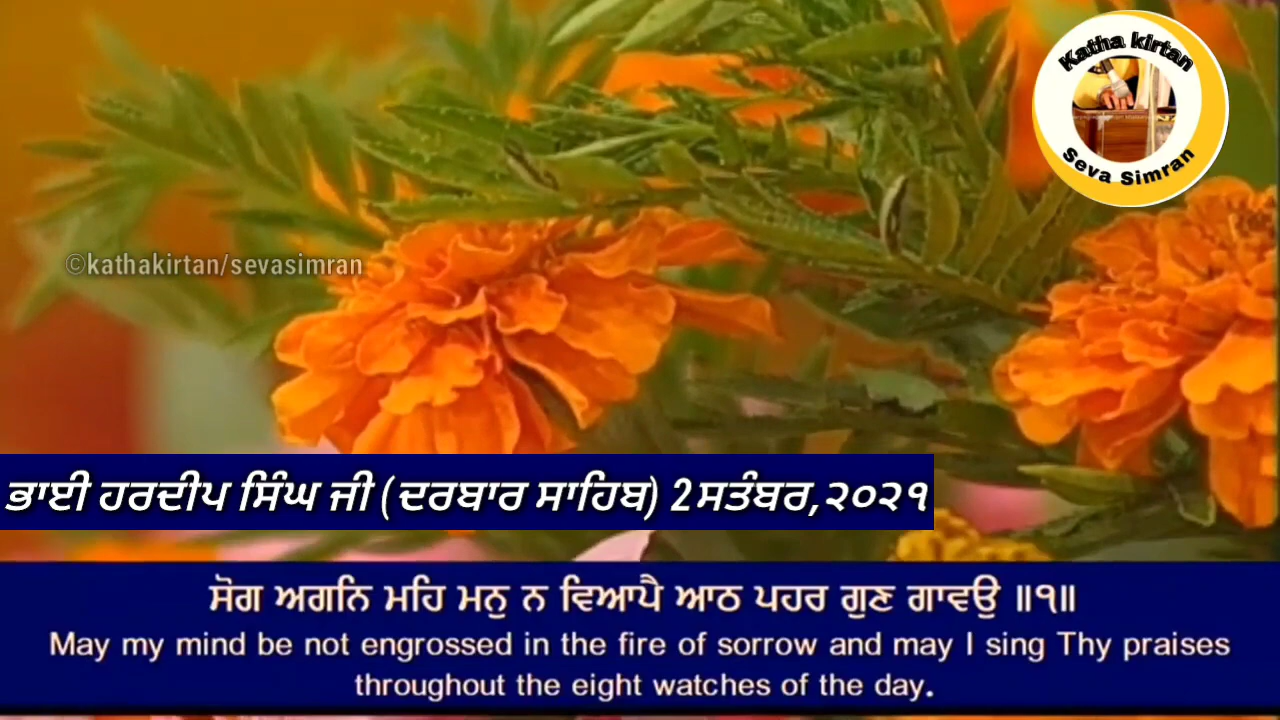 Katha kirtan
Seva Simran
©kathakirtan/sevasimran
ਭਾਈ ਹਰਦੀਪ ਸਿੰਘ ਜੀ (ਦਰਬਾਰ ਸਾਹਿਬ) 2ਸਤੰਬਰ,੨੦੨੧
ਸੋਗ ਅਗਨਿ ਮਹਿ ਮਨੁ ਨ ਵਿਆਪੈ ਆਠ ਪਹਰ ਗੁਣ ਗਾਵਉ ॥੧॥
May my mind be not engrossed in the fire of sorrow and may I sing Thy praises
throughout the eight watches of the day.